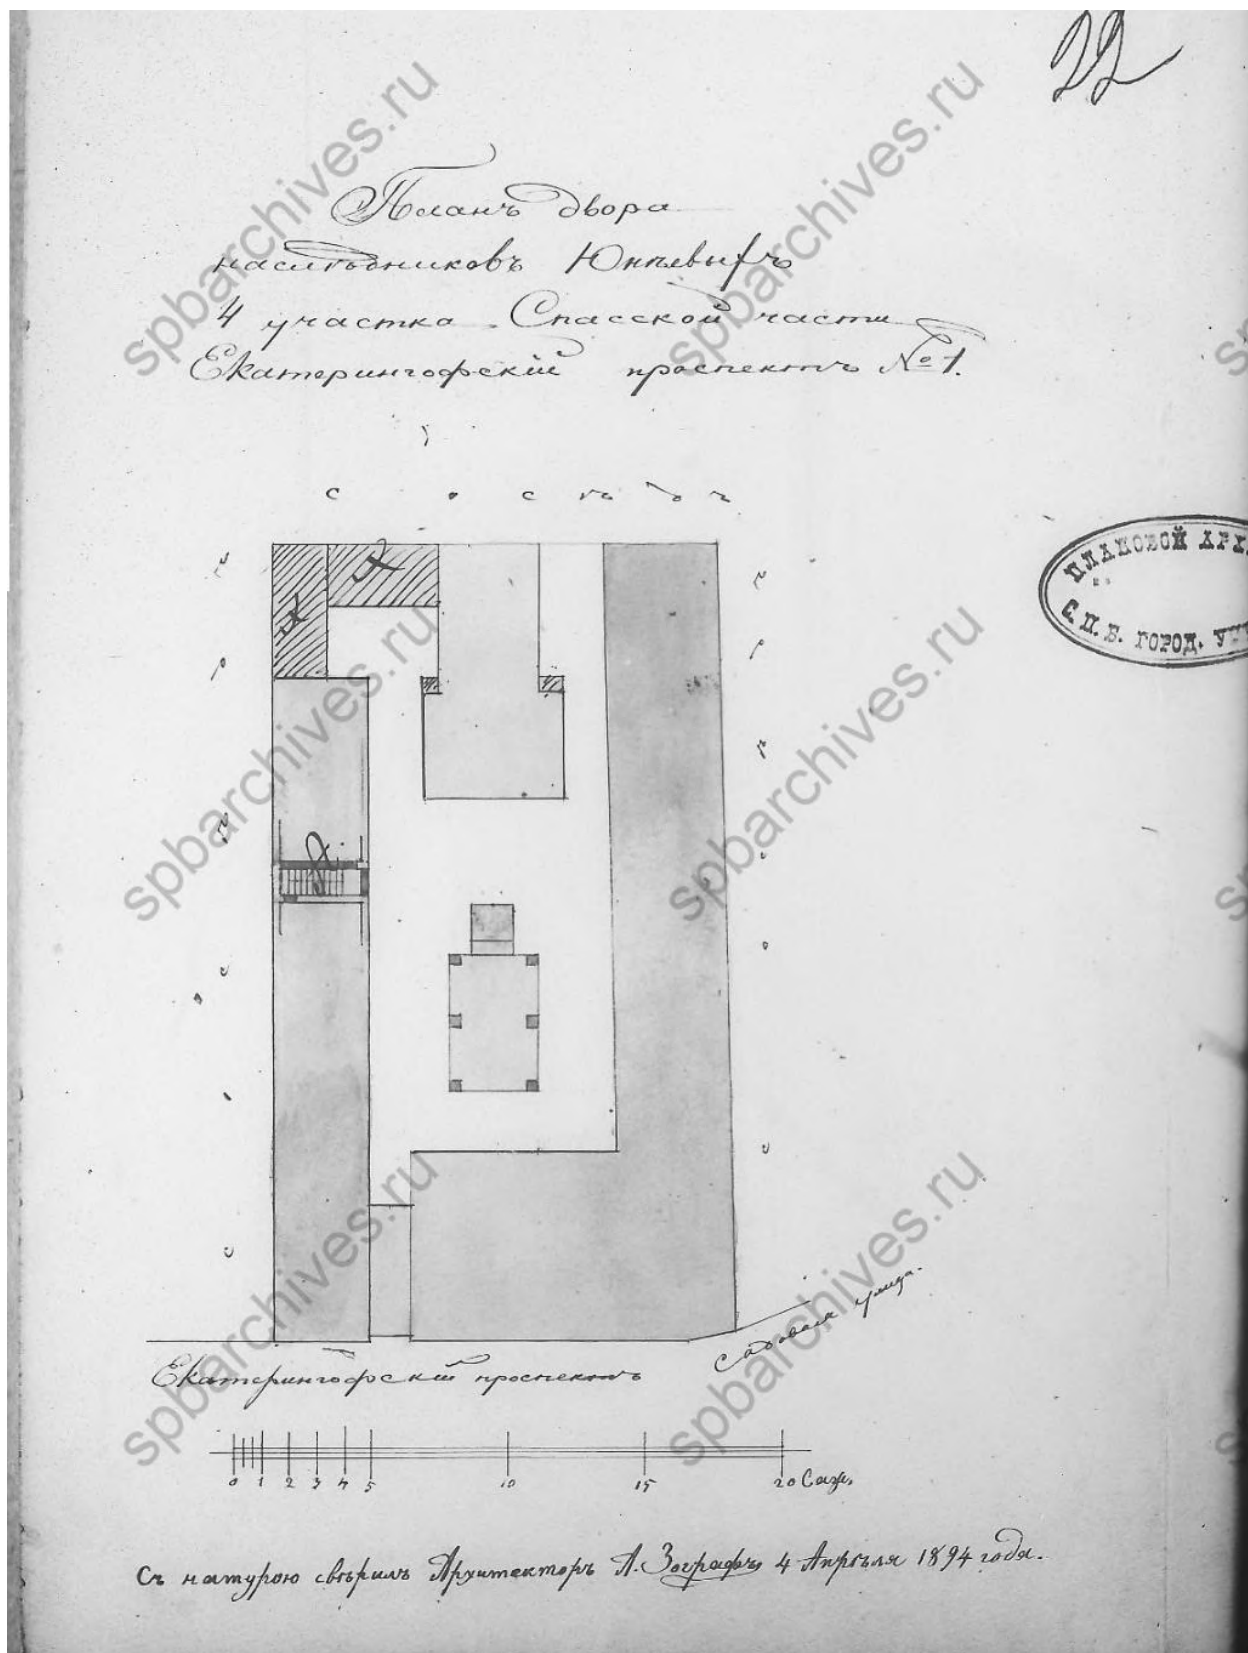 22
Планъ двора
наслѣдниковъ Юнѣевыхъ
4 участка Спасской части
Екатерингофскій проспектъ № 1.
с о с ѣ д ъ
ПЛАНОВОЙ АРХ
С.П.Б. ГОРОД. УП
А
А
А
Садовая улица.
Екатерингофскій проспектъ
0 1 2 3 4 5 10 15 20 Саж.
Съ натурою свѣрилъ Архитекторъ А. Зографъ 4 Апрѣля 1894 года.
spbarchives.ru